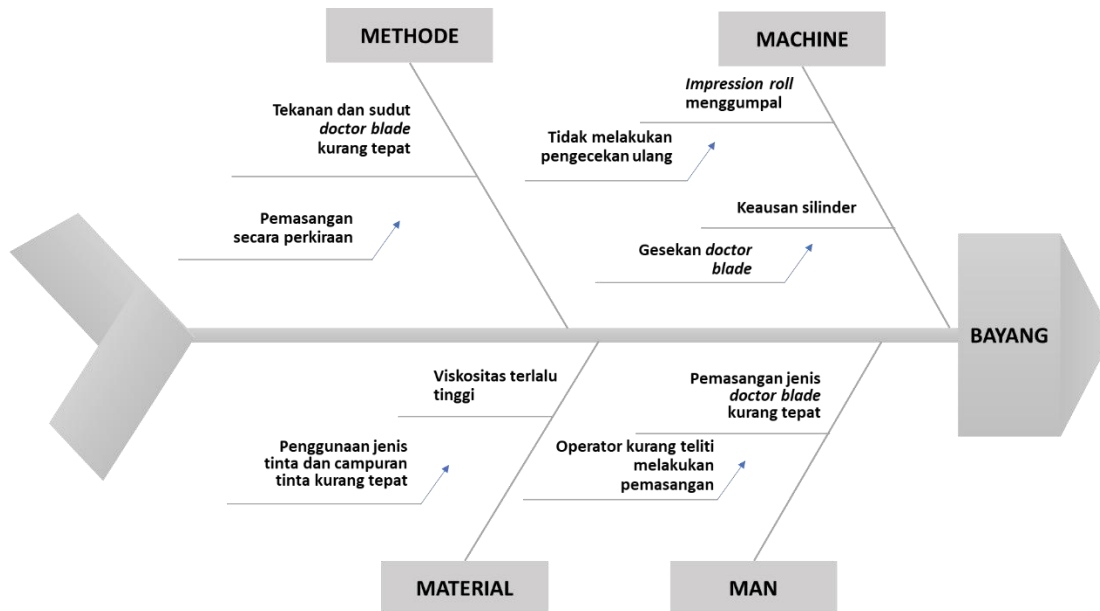 METHODE
MACHINE
Tekanan dan sudut
doctor blade
kurang tepat
Pemasangan
secara perkiraan
Impression roll
menggumpal
Tidak melakukan
pengecekan ulang
Keausan silinder
Gesekan doctor
blade
BAYANG
Viskositas terlalu
tinggi
Penggunaan jenis
tinta dan campuran
tinta kurang tepat
Pemasangan jenis
doctor blade
kurang tepat
Operator kurang teliti
melakukan
pemasangan
MATERIAL
MAN